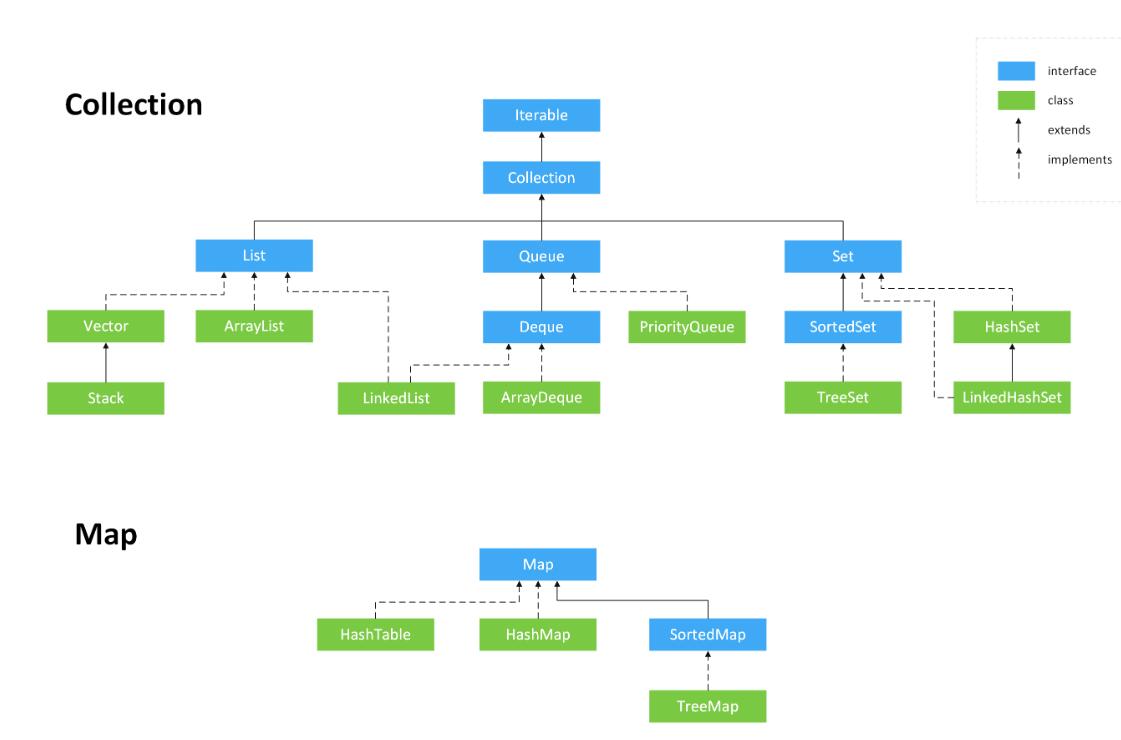 interface
class
extends
implements
Collection
Iterable
Collection
List
Queue
Set
Vector
ArrayList
Deque
PriorityQueue
SortedSet
HashSet
Stack
LinkedList
ArrayDeque
TreeSet
LinkedHashSet
Map
Map
HashTable
HashMap
SortedMap
TreeMap